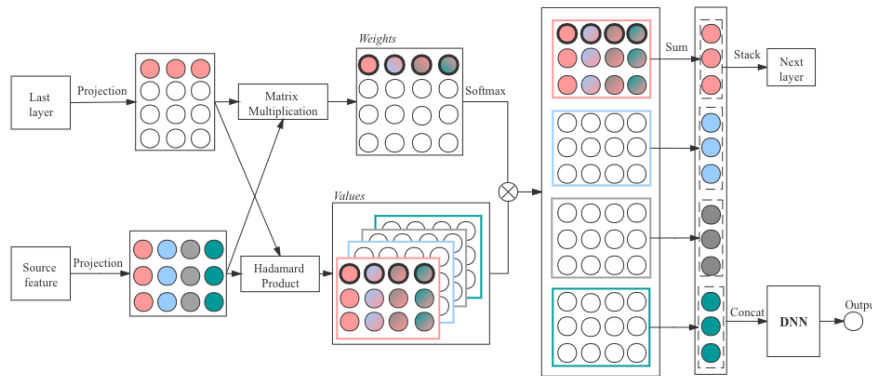 Last
layer
Projection
Matrix
Multiplication
Weights
Softmax
Sum
Stack
Next
layer
Source
feature
Projection
Hadamard
Product
Values
Concat
DNN
Output